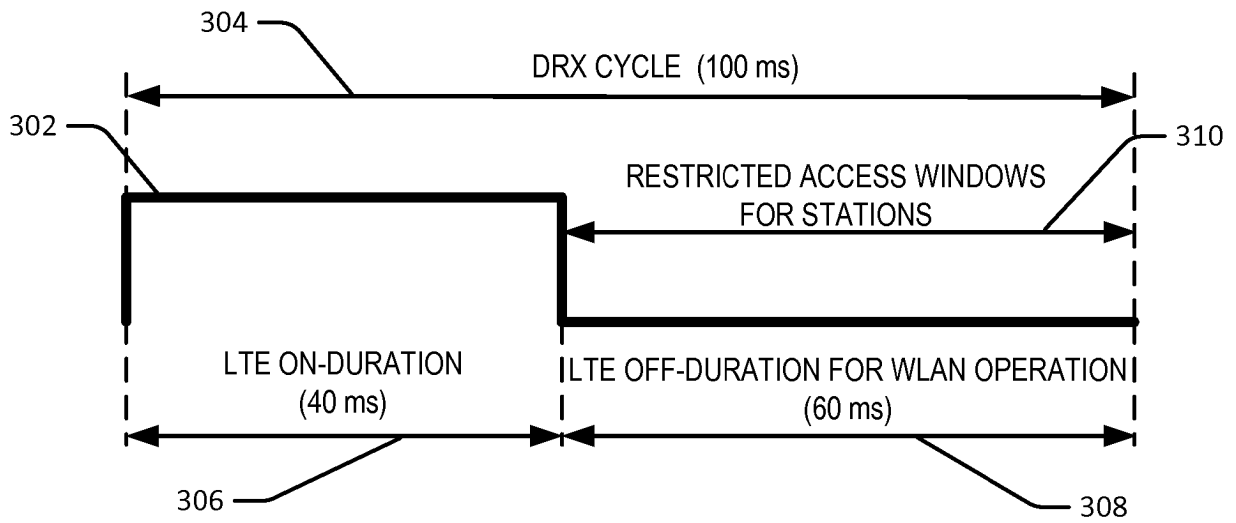 304
DRX CYCLE (100 ms)
302
310
RESTRICTED ACCESS WINDOWS
FOR STATIONS
LTE ON-DURATION
(40 ms)
LTE OFF-DURATION FOR WLAN OPERATION
(60 ms)
306
308